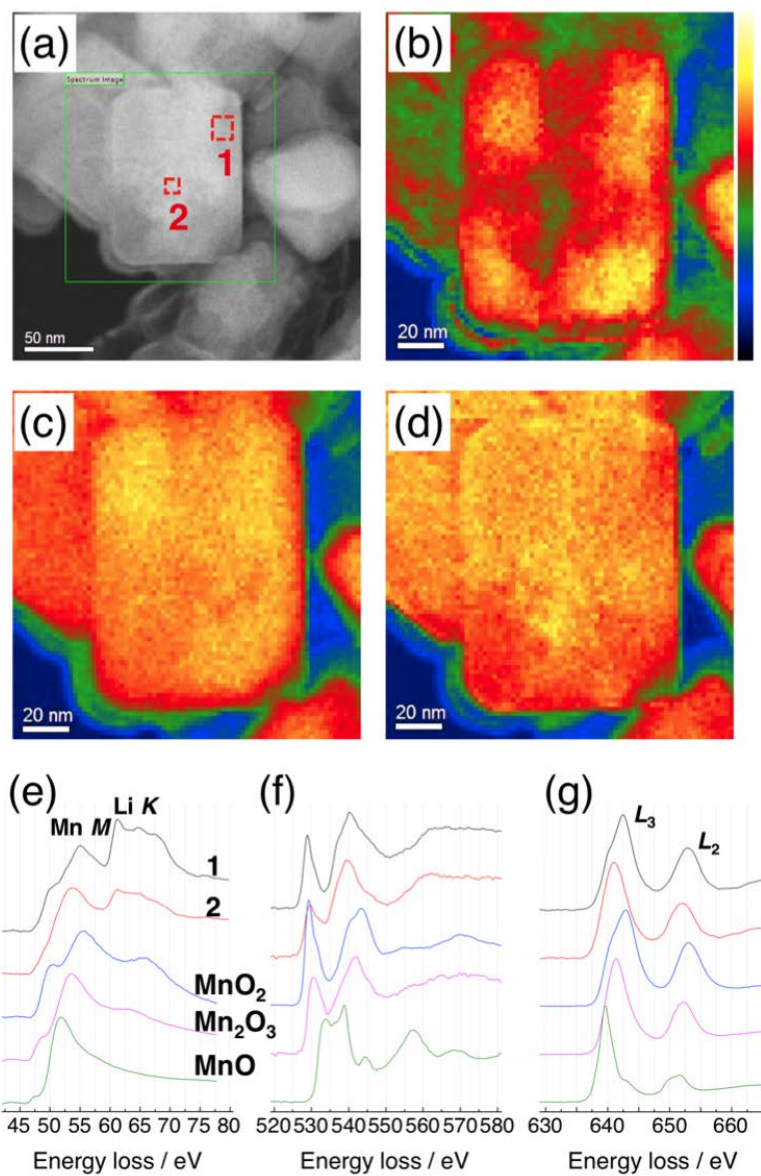 (a)
Spectrum Image
1
2
50 nm
(b)
20 nm
(c)
20 nm
(d)
20 nm
(e)
Mn M
Li K
1
2
MnO₂
Mn₂O₃
MnO
45 50 55 60 65 70 75 80
Energy loss / eV
(f)
520 530 540 550 560 570 580
Energy loss / eV
(g)
L₃
L₂
630 640 650 660
Energy loss / eV